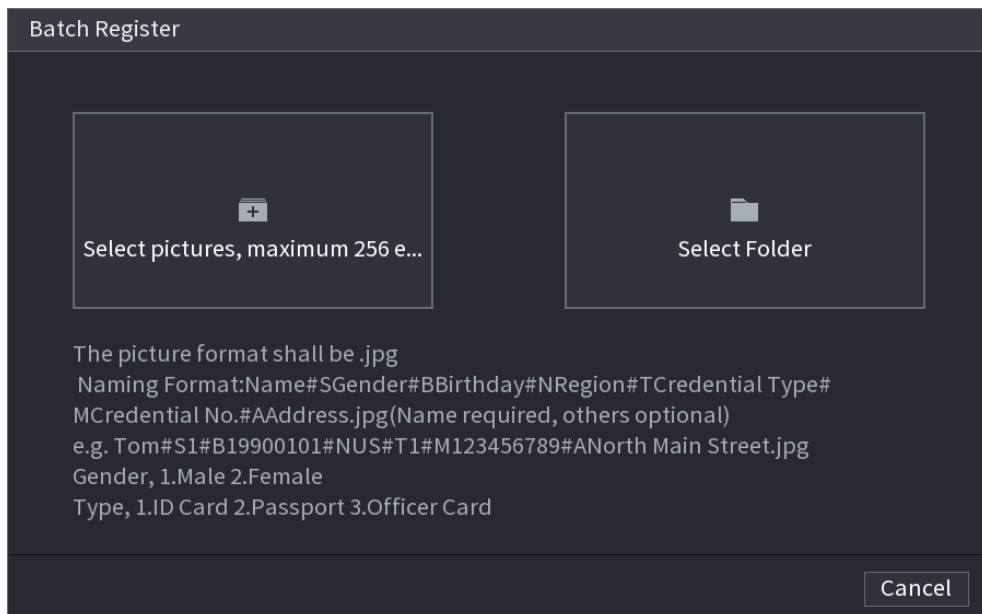 Batch Register
Select pictures, maximum 256 e...
Select Folder
The picture format shall be .jpg
Naming Format:Name#SGender#BBirthday#NRegion#TCredential Type#
MCredential No.#AAddress.jpg(Name required, others optional)
e.g. Tom#S1#B19900101#NUS#T1#M123456789#ANorth Main Street.jpg
Gender, 1.Male 2.Female
Type, 1.ID Card 2.Passport 3.Officer Card
Cancel